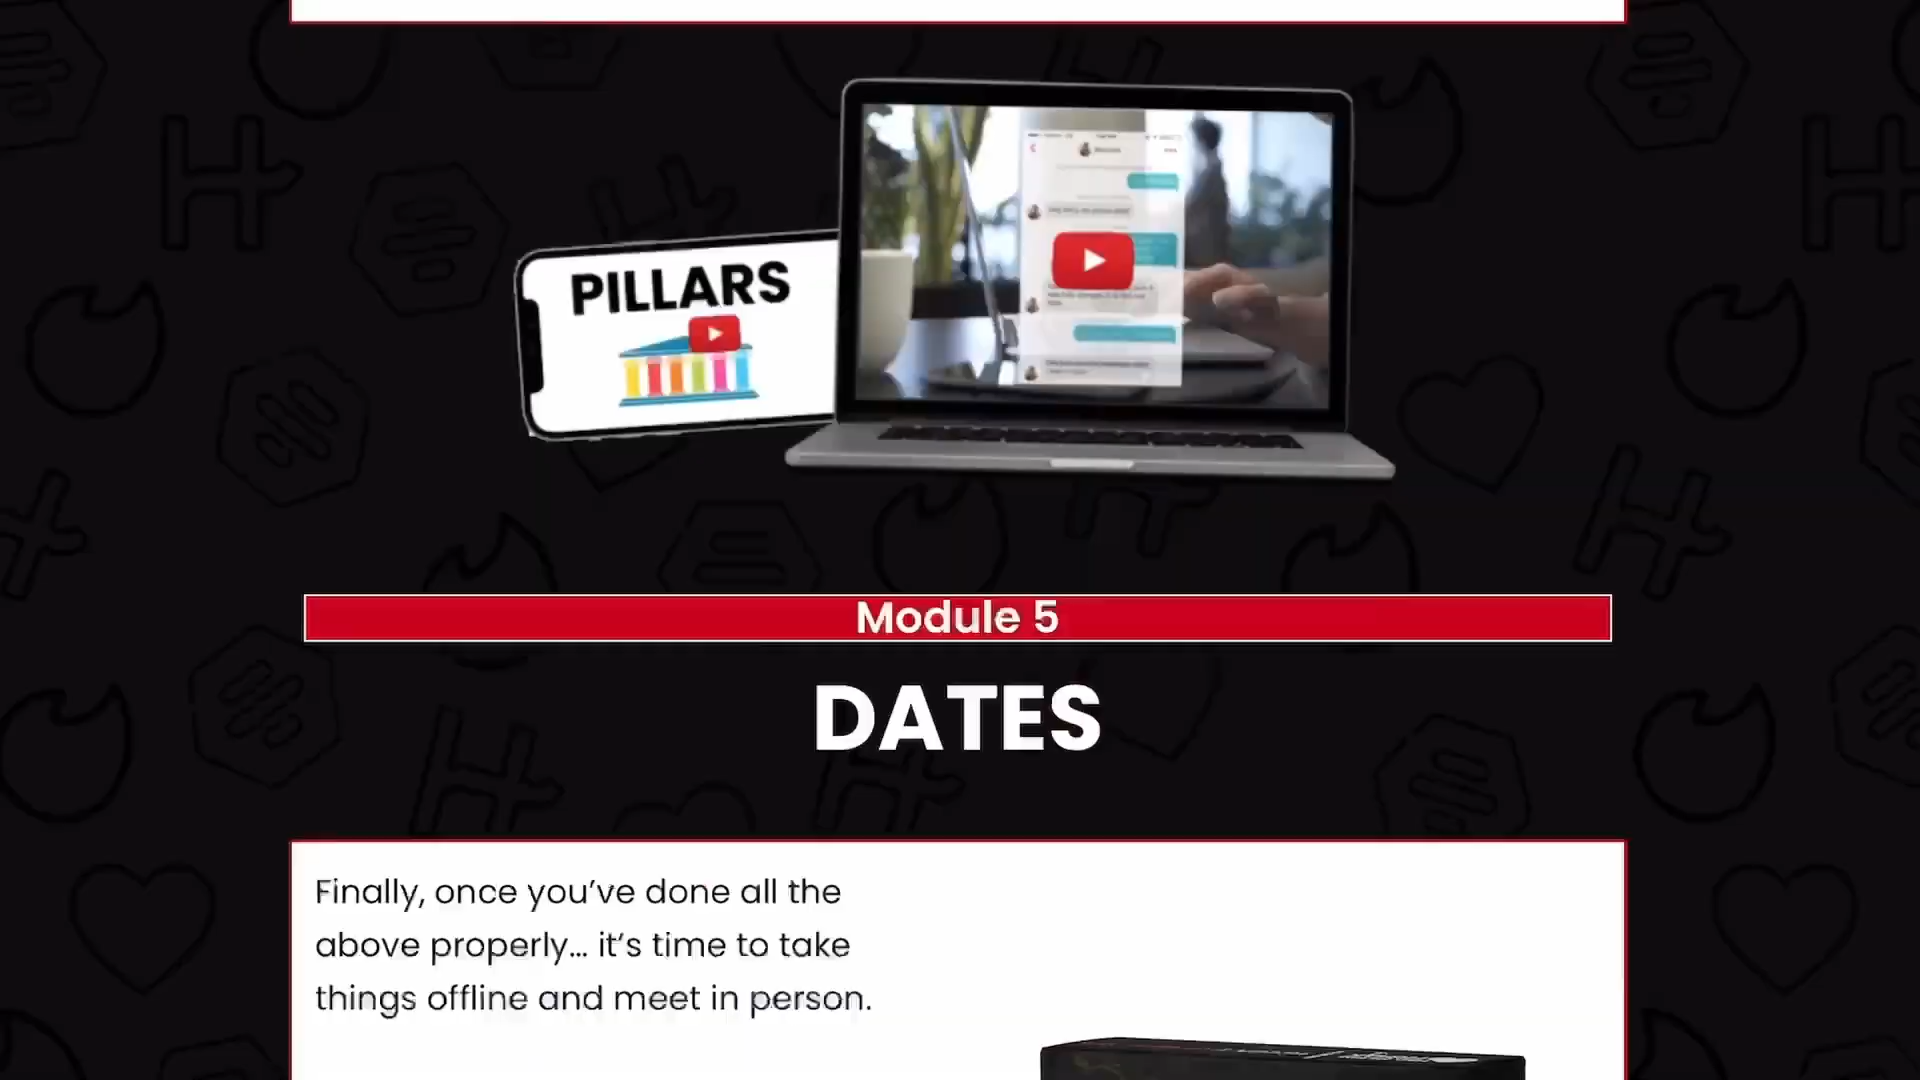 PILLARS
Module 5
DATES
Finally, once you’ve done all the
above properly... it’s time to take
things offline and meet in person.